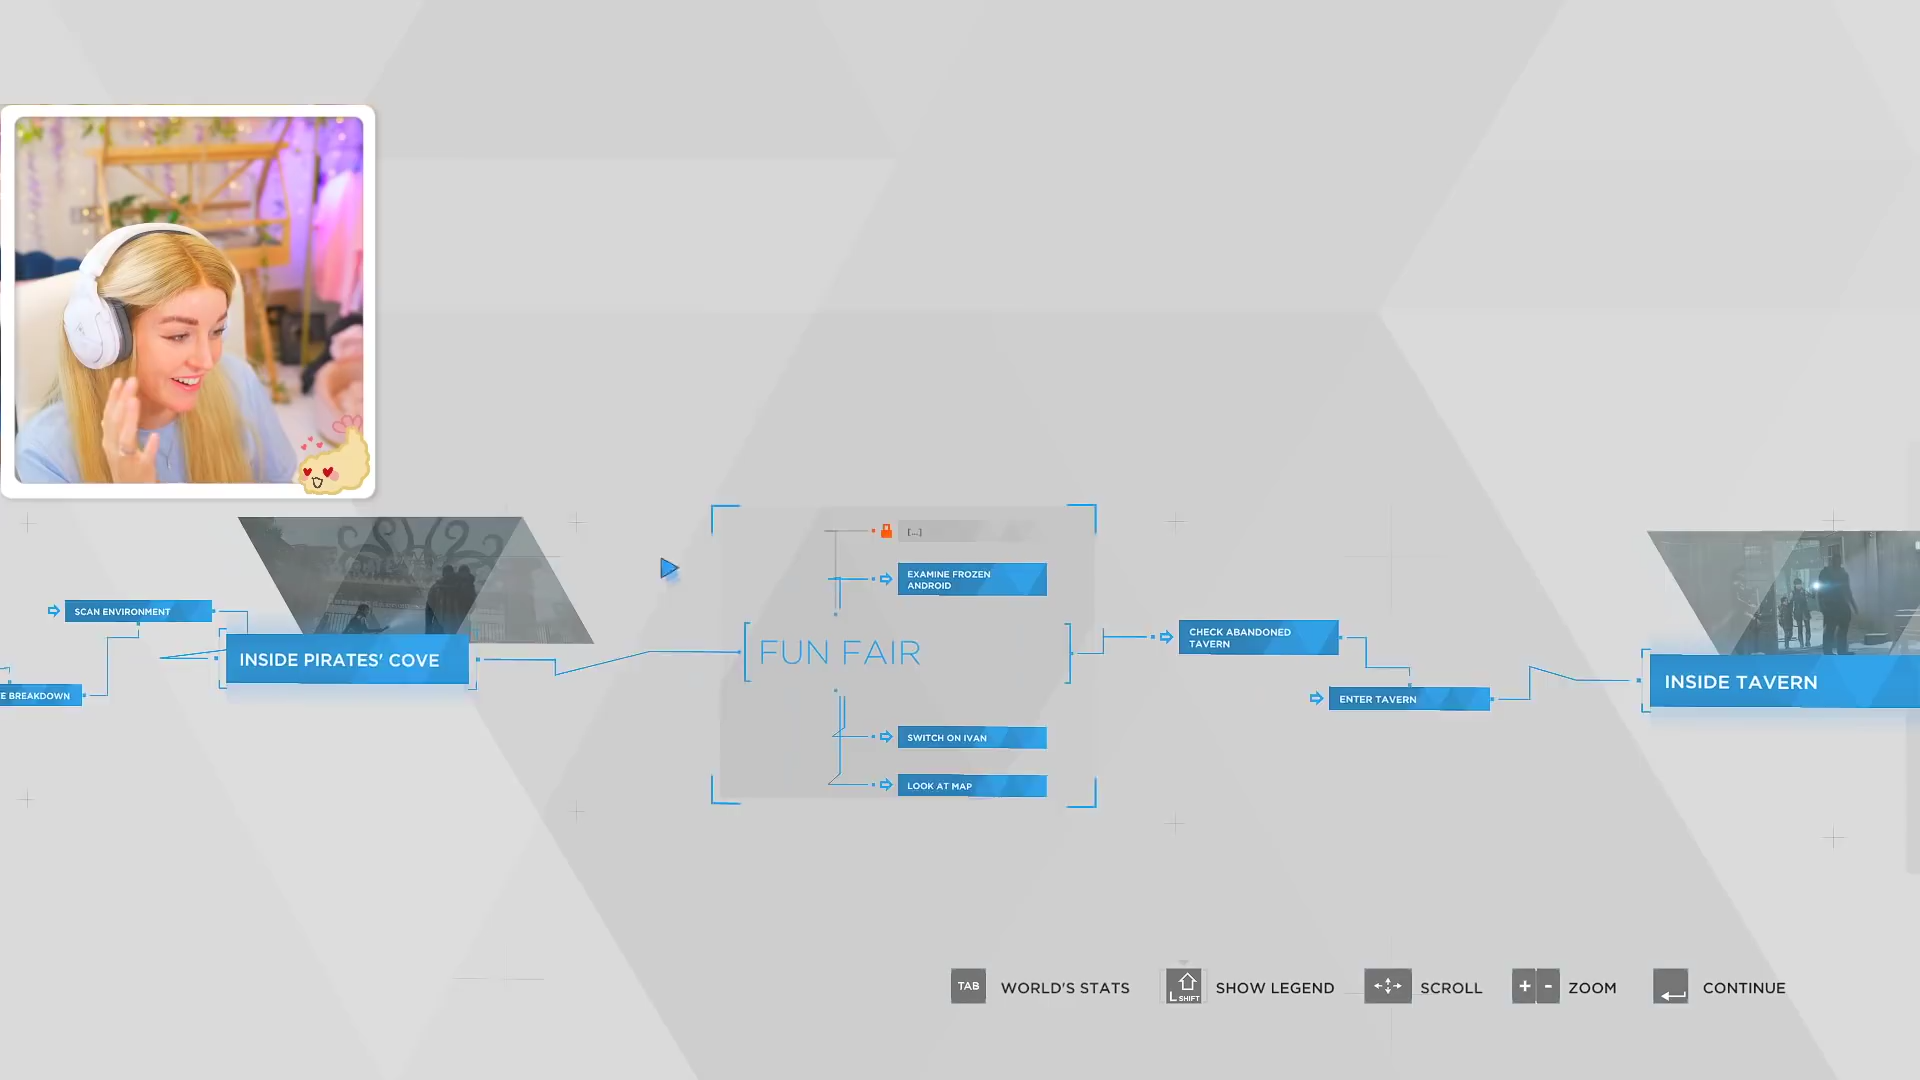 [...]
EXAMINE FROZEN
ANDROID
SCAN ENVIRONMENT
INSIDE PIRATES' COVE
E BREAKDOWN
FUN FAIR
CHECK ABANDONED
TAVERN
ENTER TAVERN
INSIDE TAVERN
SWITCH ON IVAN
LOOK AT MAP
TAB WORLD'S STATS
L SHIFT SHOW LEGEND
SCROLL
+ - ZOOM
CONTINUE